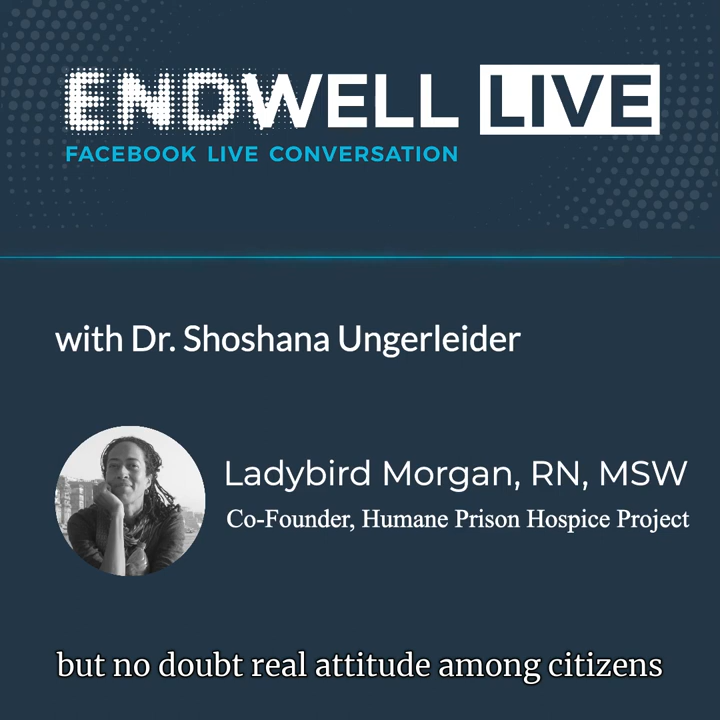 ENDWELL LIVE
FACEBOOK LIVE CONVERSATION
with Dr. Shoshana Ungerleider
Ladybird Morgan, RN, MSW
Co-Founder, Humane Prison Hospice Project
but no doubt real attitude among citizens